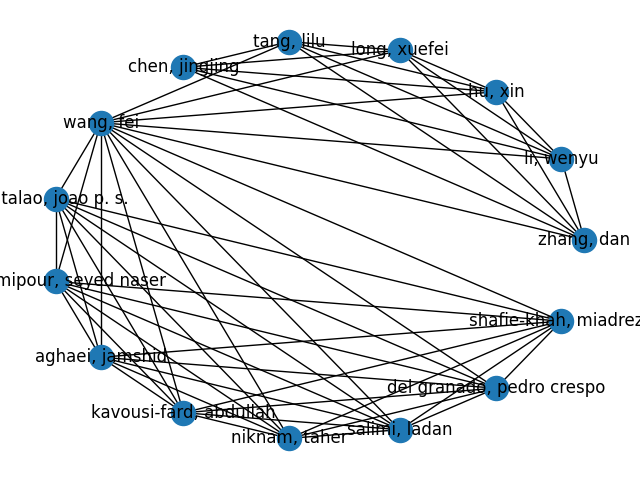 tang, lilu
long, xuefei
chen, jingjing
hu, xin
wang, fei
li, wenyu
talao, joao p. s.
zhang, dan
mipour, seyed naser
shafie-khah, miadrez
aghaei, jamshid
del granado, pedro crespo
kavousi-fard, abdullah
salimi, ladan
niknam, taher